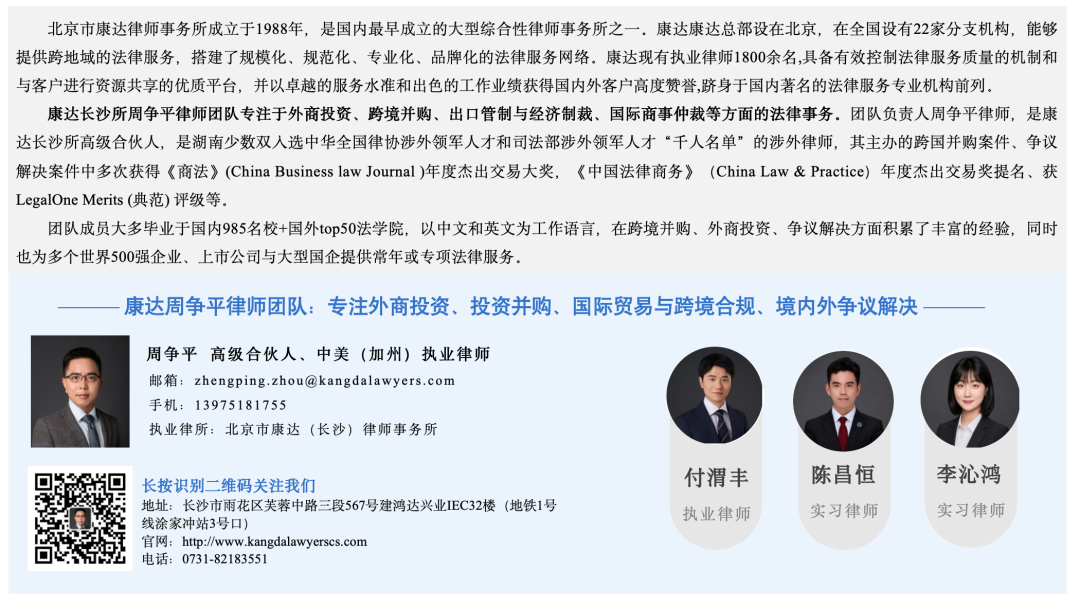 北京市康达律师事务所成立于1988年，是国内最早成立的大型综合性律师事务所之一。康达康达总部设在北京，在全国设有22家分支机构，能够
提供跨地域的法律服务，搭建了规模化、规范化、专业化、品牌化的法律服务网络。康达现有执业律师1800余名,具备有效控制法律服务质量的机制和
与客户进行资源共享的优质平台，并以卓越的服务水准和出色的工作业绩获得国内外客户高度赞誉,跻身于国内著名的法律服务专业机构前列。
康达长沙所周争平律师团队专注于外商投资、跨境并购、出口管制与经济制裁、国际商事仲裁等方面的法律事务。团队负责人周争平律师，是康
达长沙所高级合伙人，是湖南少数双入选中华全国律协涉外领军人才和司法部涉外领军人才“千人名单”的涉外律师，其主办的跨国并购案件、争议
解决案件中多次获得《商法》(China Business law Journal )年度杰出交易大奖，《中国法律商务》（China Law & Practice）年度杰出交易奖提名、获
LegalOne Merits (典范) 评级等。
团队成员大多毕业于国内985名校+国外top50法学院，以中文和英文为工作语言，在跨境并购、外商投资、争议解决方面积累了丰富的经验，同时
也为多个世界500强企业、上市公司与大型国企提供常年或专项法律服务。
康达周争平律师团队：专注外商投资、投资并购、国际贸易与跨境合规、境内外争议解决
周争平 高级合伙人、中美（加州）执业律师
邮箱：zhengping.zhou@kangdalawyers.com
手机：13975181755
执业律所：北京市康达（长沙）律师事务所
长按识别二维码关注我们
地址：长沙市雨花区芙蓉中路三段567号建鸿达兴业IEC32楼（地铁1号
线涂家冲站3号口）
官网：http://www.kangdalawyerscs.com
电话：0731-82183551
付渭丰
执业律师
陈昌恒
实习律师
李沁鸿
实习律师